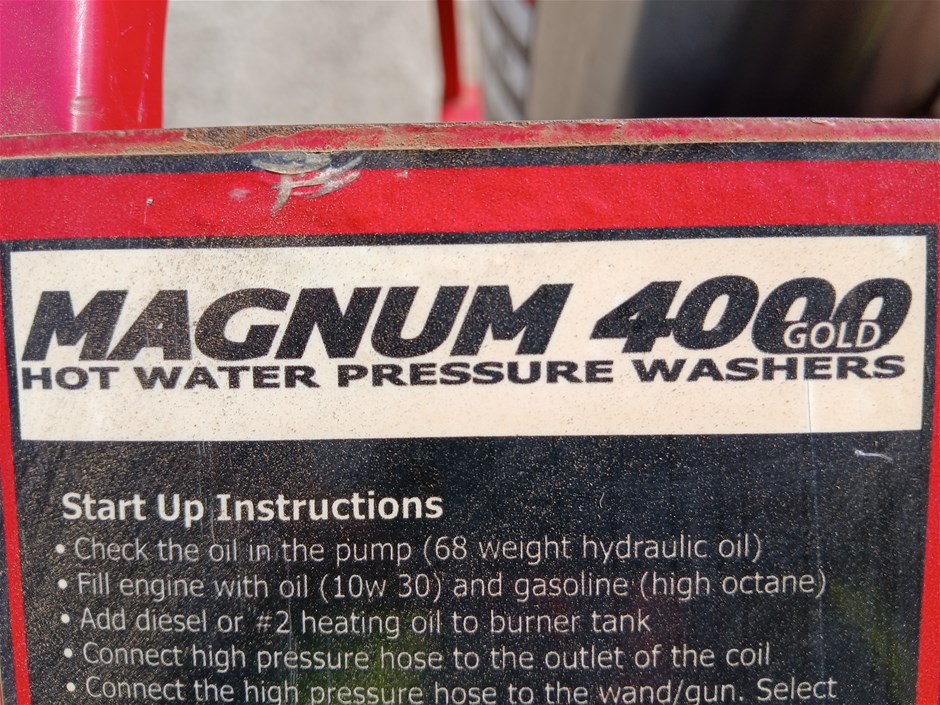 MAGNUM 4000
GOLD
HOT WATER PRESSURE WASHERS
Start Up Instructions
• Check the oil in the pump (68 weight hydraulic oil)
• Fill engine with oil (10w 30) and gasoline (high octane)
• Add diesel or #2 heating oil to burner tank
• Connect high pressure hose to the outlet of the coil
• Connect the high pressure hose to the wand/gun. Select